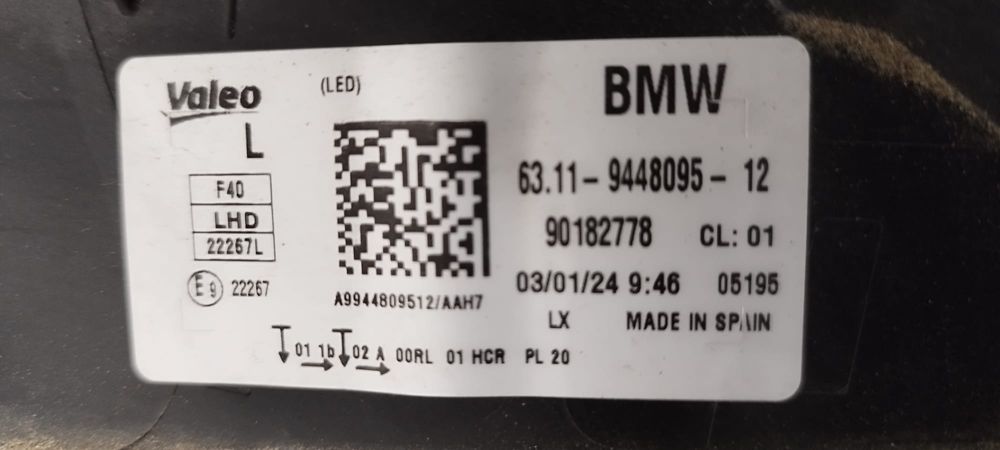 Valeo (LED) BMW
L
F40
LHD
22267L
E9 22267
A9944809512/AAH7
63.11-9448095-12
90182778 CL: 01
03/01/24 9:46 05195
LX MADE IN SPAIN
01 1b 02 A 00RL 01 HCR PL 20